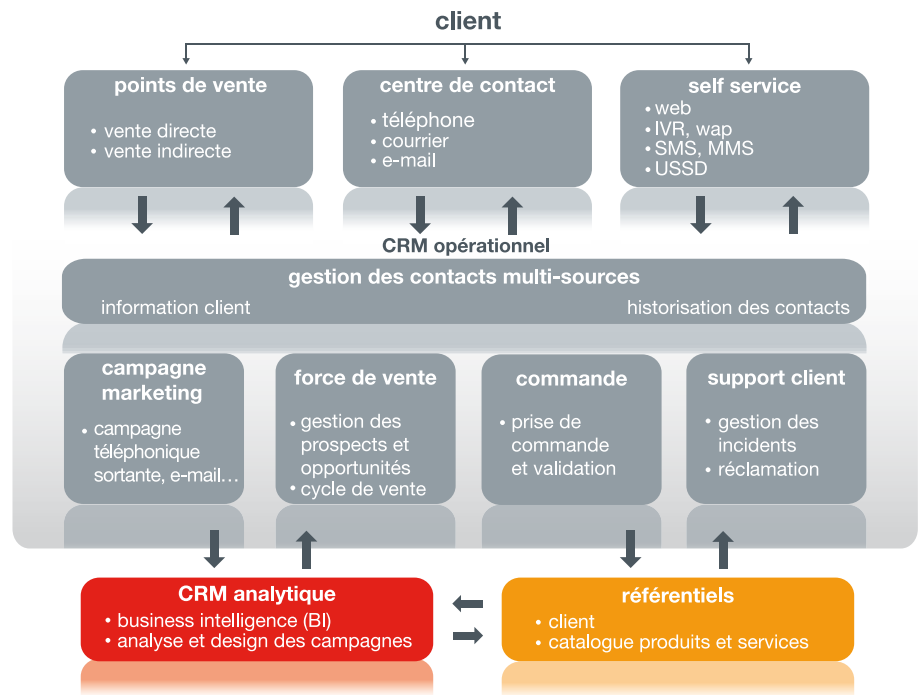 client
points de vente
• vente directe
• vente indirecte
centre de contact
• téléphone
• courrier
• e-mail
self service
• web
• IVR, wap
• SMS, MMS
• USSD
CRM opérationnel
gestion des contacts multi-sources
information client
historisation des contacts
campagne
marketing
• campagne
téléphonique
sortante, e-mail…
force de vente
• gestion des
prospects et
opportunités
• cycle de vente
commande
• prise de
commande
et validation
support client
• gestion des
incidents
• réclamation
CRM analytique
• business intelligence (BI)
• analyse et design des campagnes
référentiels
• client
• catalogue produits et services